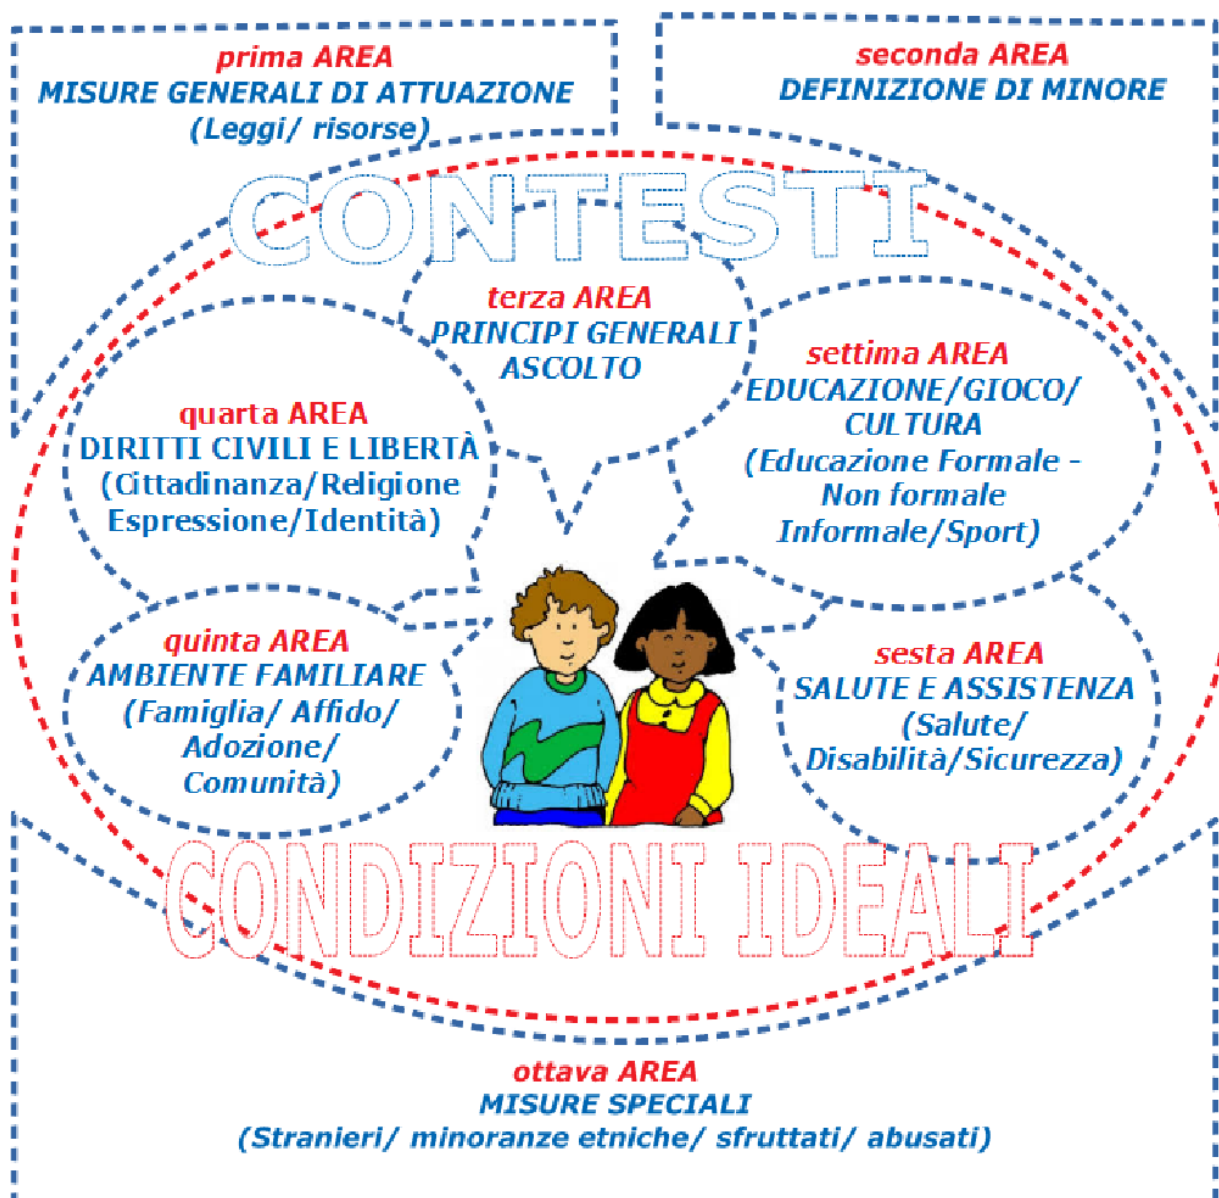 prima AREA
MISURE GENERALI DI ATTUAZIONE
(Leggi/ risorse)
seconda AREA
DEFINIZIONE DI MINORE
CONTESTI
terza AREA
PRINCIPI GENERALI
ASCOLTO
quarta AREA
DIRITTI CIVILI E LIBERTÀ
(Cittadinanza/Religione
Espressione/Identità)
settima AREA
EDUCAZIONE/GIOCO/
CULTURA
(Educazione Formale -
Non formale
Informale/Sport)
quinta AREA
AMBIENTE FAMILIARE
(Famiglia/ Affido/
Adozione/
Comunità)
sesta AREA
SALUTE E ASSISTENZA
(Salute/
Disabilità/Sicurezza)
CONDIZIONI IDEALI
ottava AREA
MISURE SPECIALI
(Stranieri/ minoranze etniche/ sfruttati/ abusati)